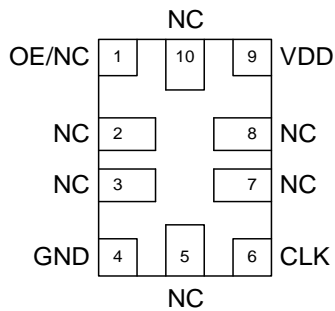 NC
OE/NC 1 10 9 VDD
NC 2 8 NC
NC 3 7 NC
GND 4 5 6 CLK
NC